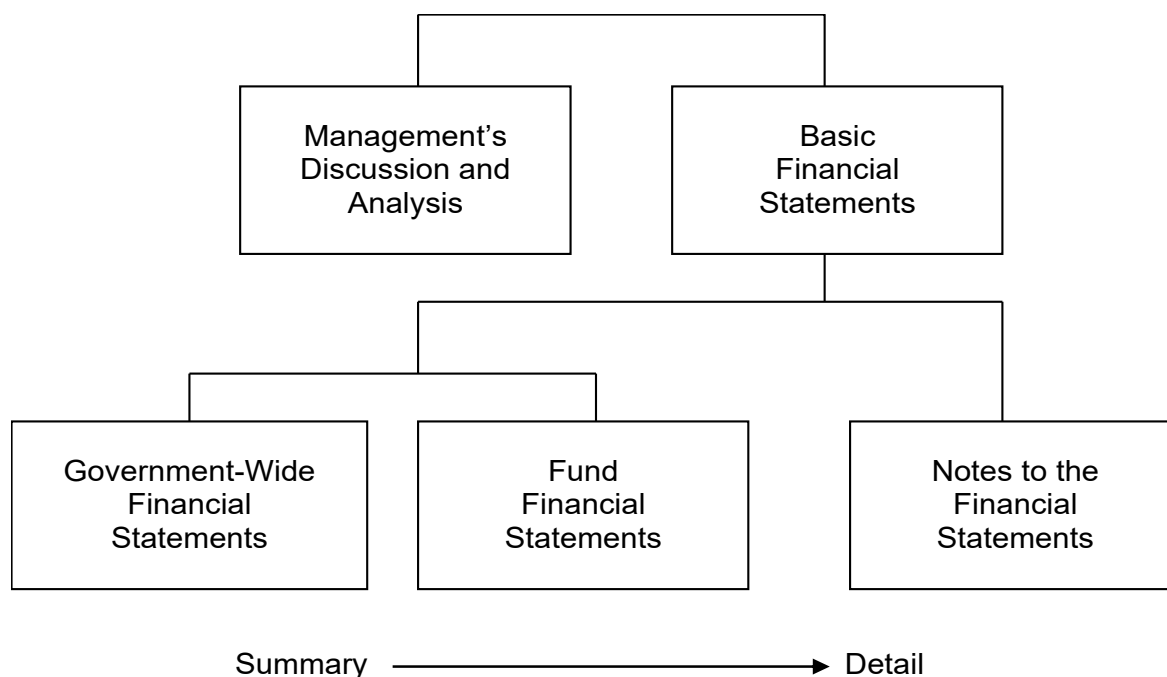 Management’s
Discussion and
Analysis
Basic
Financial
Statements
Government-Wide
Financial
Statements
Fund
Financial
Statements
Notes to the
Financial
Statements
Summary
Detail